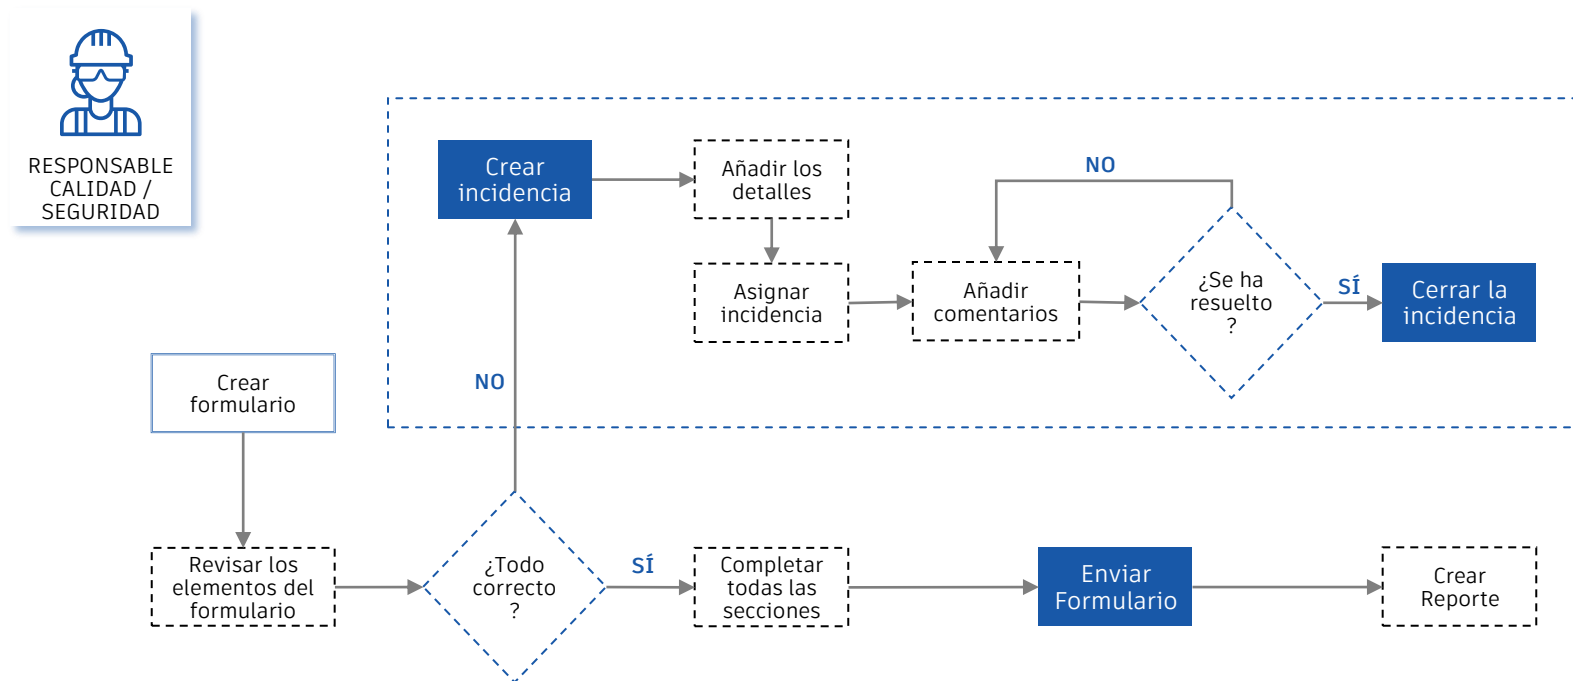 RESPONSABLE
CALIDAD /
SEGURIDAD
Crear
incidencia
Añadir los
detalles
NO
Asignar
incidencia
Añadir
comentarios
¿Se ha
resuelto
?
SÍ
Cerrar la
incidencia
Crear
formulario
NO
Revisar los
elementos del
formulario
¿Todo
correcto
?
SÍ
Completar
todas las
secciones
Enviar
Formulario
Crear
Reporte